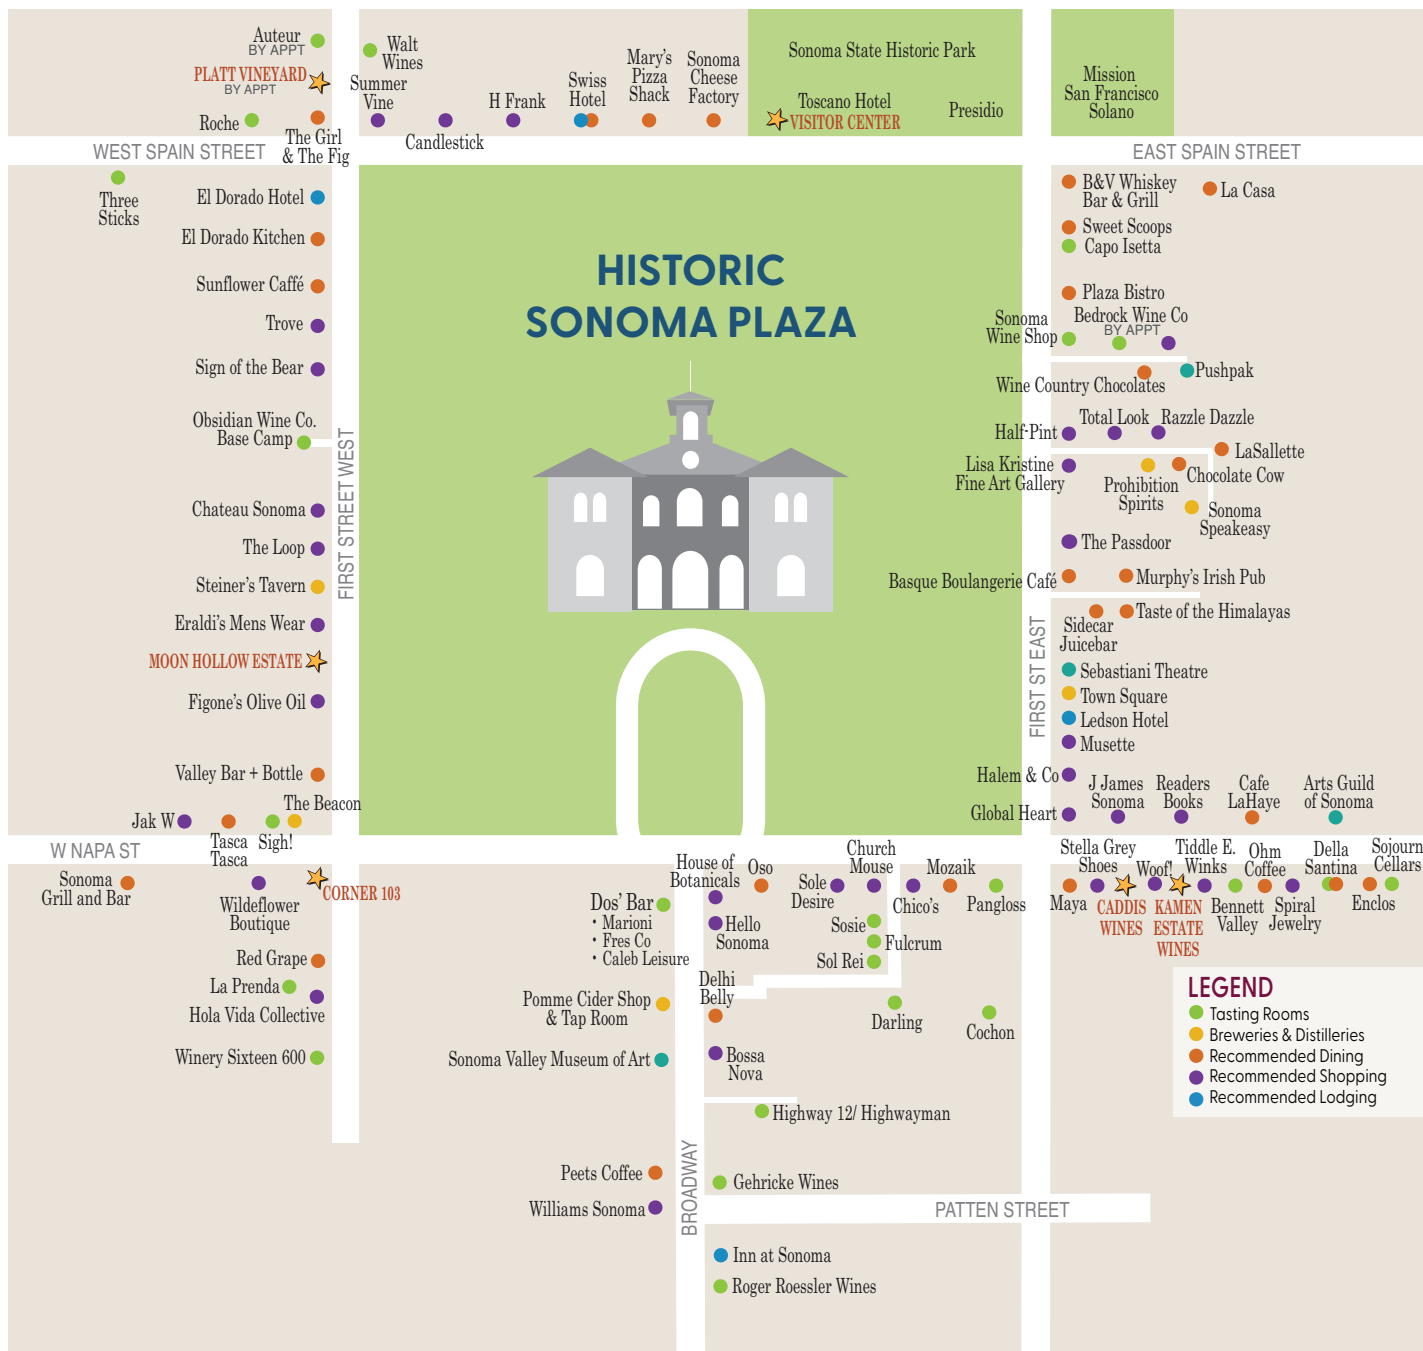 Auteur
BY APPT
PLATT VINEYARD
BY APPT
Roche
The Girl
& The Fig
Walt
Wines
Summer
Vine
Candlestick
H Frank
Swiss
Hotel
Mary's
Pizza
Shack
Sonoma
Cheese
Factory
Sonoma State Historic Park
Toscano Hotel
VISITOR CENTER
Presidio
Mission
San Francisco
Solano
WEST SPAIN STREET
EAST SPAIN STREET
Three
Sticks
El Dorado Hotel
El Dorado Kitchen
Sunflower Caffé
Trove
Sign of the Bear
Obsidian Wine Co.
Base Camp
Chateau Sonoma
The Loop
Steiner's Tavern
Eraldi's Mens Wear
MOON HOLLOW ESTATE
Figone's Olive Oil
Valley Bar + Bottle
The Beacon
Jak W
Tasca
Tasca
Sigh!
FIRST STREET WEST
HISTORIC
SONOMA PLAZA
B&V Whiskey
Bar & Grill
La Casa
Sweet Scoops
Capo Isetta
Plaza Bistro
Sonoma
Wine Shop
Bedrock Wine Co
BY APPT
Wine Country Chocolates
Pushpak
Half-Pint
Total Look
Razzle Dazzle
LaSallette
Lisa Kristine
Fine Art Gallery
Prohibition
Spirits
Chocolate Cow
Sonoma
Speakeasy
The Passdoor
Basque Boulangerie Café
Murphy's Irish Pub
Sidecar
Juicebar
Taste of the Himalayas
FIRST ST EAST
Sebastiani Theatre
Town Square
Ledson Hotel
Musette
Halem & Co
Global Heart
J James
Sonoma
Readers
Books
Cafe
LaHaye
Arts Guild
of Sonoma
W NAPA ST
Sonoma
Grill and Bar
Wildeflower
Boutique
CORNER 103
Red Grape
La Prenda
Hola Vida Collective
Winery Sixteen 600
Dos' Bar
• Marioni
• Fres Co
• Caleb Leisure
Pomme Cider Shop
& Tap Room
Sonoma Valley Museum of Art
Peets Coffee
Williams Sonoma
BROADWAY
House of
Botanicals
Oso
Hello
Sonoma
Sole
Desire
Church
Mouse
Chico's
Mozaik
Pangloss
Sosie
Fulcrum
Sol Rei
Delhi
Belly
Darling
Cochon
Bossa
Nova
Highway 12/ Highwayman
Gehricke Wines
PATTEN STREET
Inn at Sonoma
Roger Roessler Wines
Maya
Stella Grey
Shoes
CADDIS
WINES
Woof!
KAMEN
ESTATE
WINES
Tiddle E.
Winks
Bennett
Valley
Ohm
Coffee
Spiral
Jewelry
Della
Santina
Enclos
Sojourn
Cellars
LEGEND
Tasting Rooms
Breweries & Distilleries
Recommended Dining
Recommended Shopping
Recommended Lodging